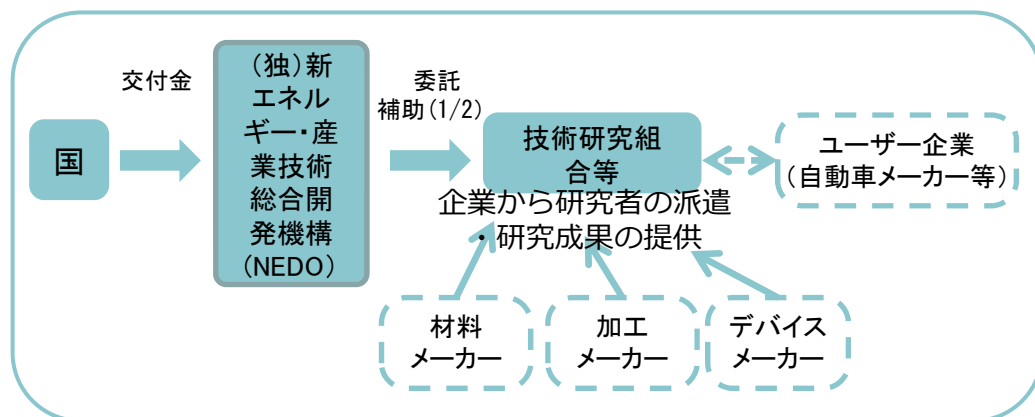 交付金
国
（独）新
エネル
ギー・産
業技術
総合開
発機構
（NEDO）
委託
補助（1/2）
技術研究組
合等
ユーザー企業
（自動車メーカー等）
企業から研究者の派遣
・研究成果の提供
材料
メーカー
加工
メーカー
デバイス
メーカー